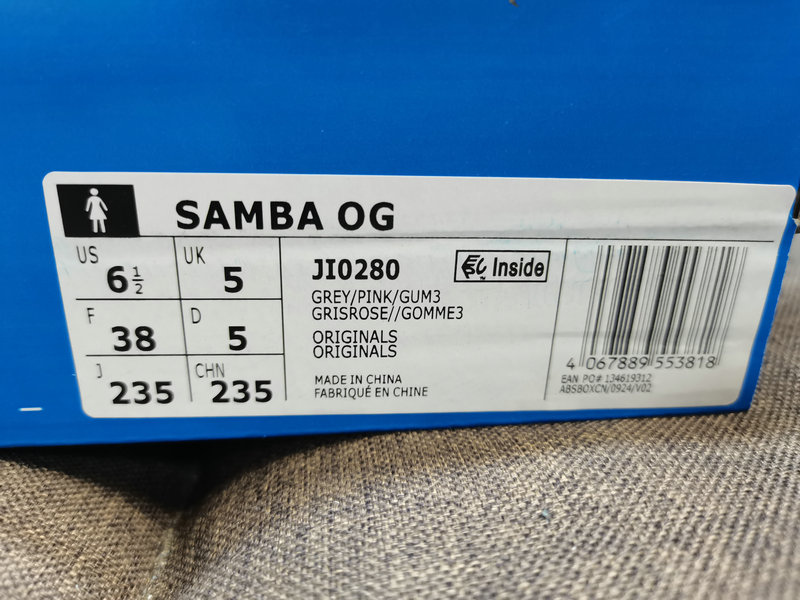 SAMBA OG
US 6½ UK 5
F 38 D 5
J 235 CHN 235
JI0280
Inside
GREY/PINK/GUM3
GRISROSE//GOMME3
ORIGINALS
ORIGINALS
MADE IN CHINA
FABRIQUÉ EN CHINE
4 067889 553818
EAN PO# 134619312
ABSBOXCN/0924/V02